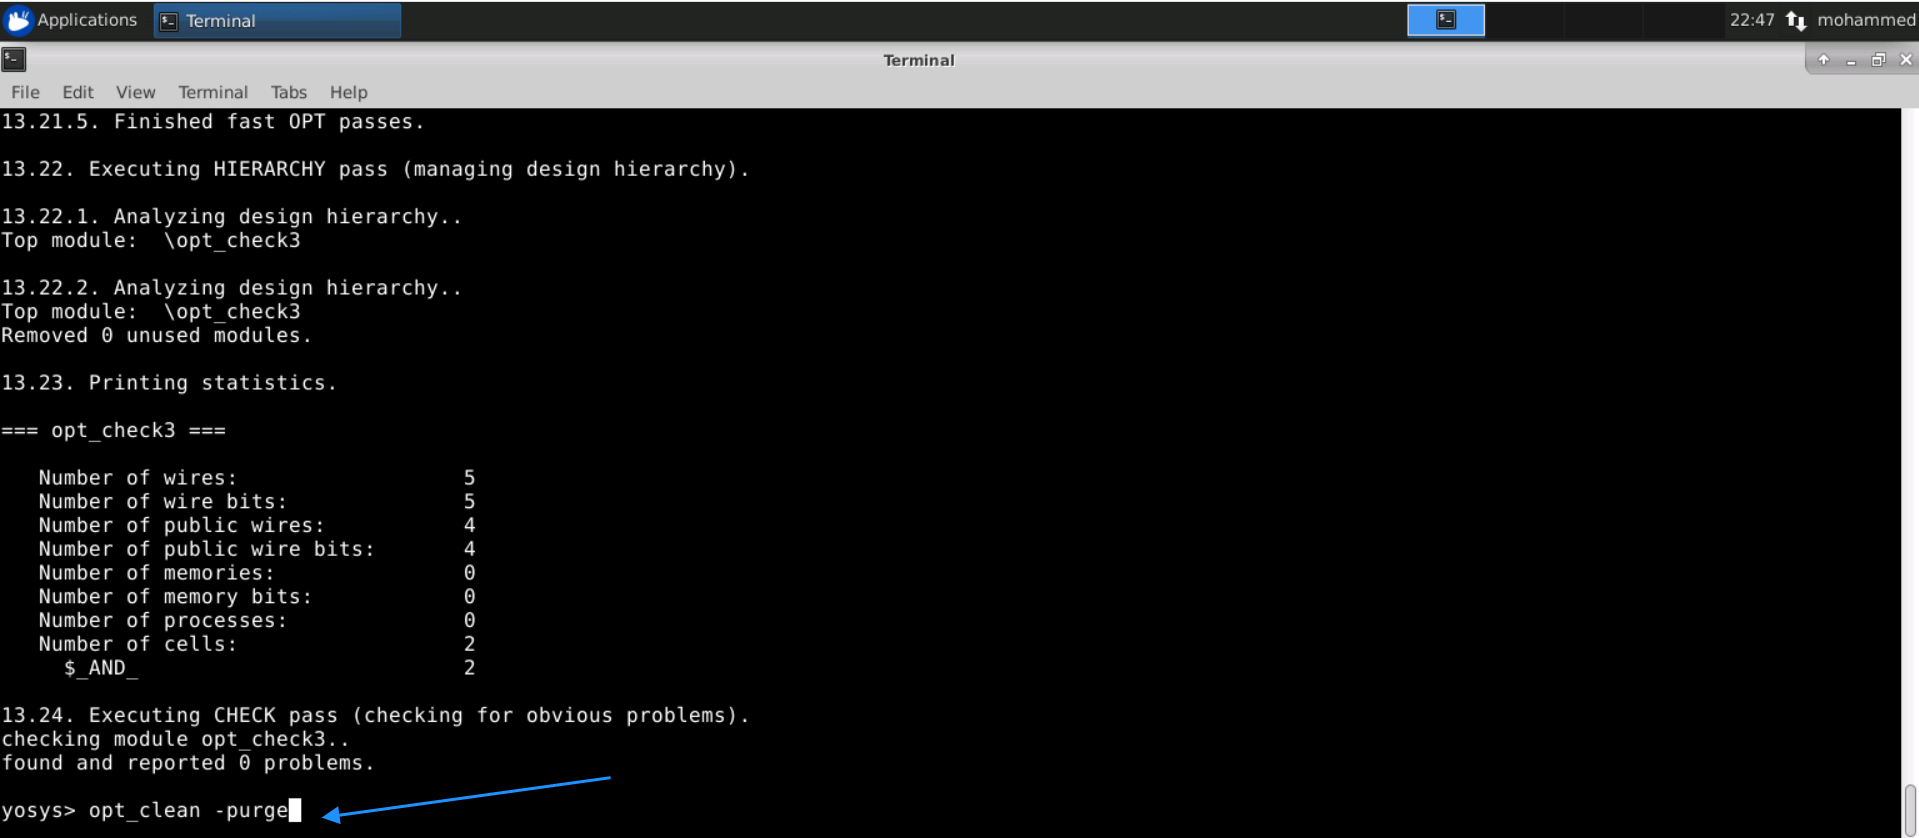 Applications Terminal 22:47 mohammed
Terminal
File Edit View Terminal Tabs Help
13.21.5. Finished fast OPT passes.
13.22. Executing HIERARCHY pass (managing design hierarchy).
13.22.1. Analyzing design hierarchy..
Top module:  \opt_check3
13.22.2. Analyzing design hierarchy..
Top module:  \opt_check3
Removed 0 unused modules.
13.23. Printing statistics.
=== opt_check3 ===
Number of wires: 5
Number of wire bits: 5
Number of public wires: 4
Number of public wire bits: 4
Number of memories: 0
Number of memory bits: 0
Number of processes: 0
Number of cells: 2
$_AND_ 2
13.24. Executing CHECK pass (checking for obvious problems).
checking module opt_check3..
found and reported 0 problems.
yosys> opt_clean -purge